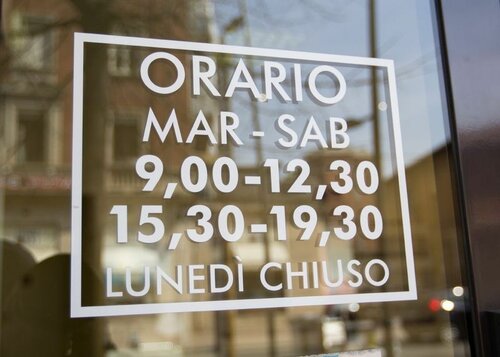 ORARIO
MAR - SAB
9,00-12,30
15,30-19,30
LUNEDÌ CHIUSO